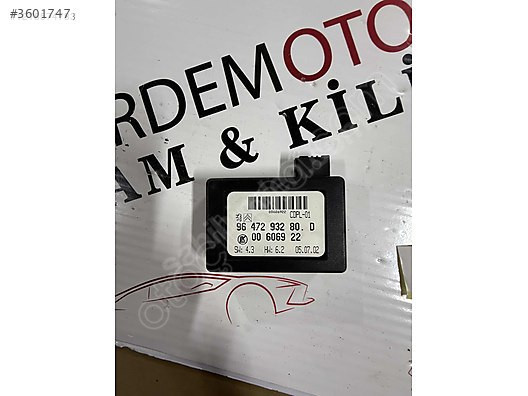 #3601747
RDEMOTO
AM & KİLİ
CDPL-01
96 472 932 80. D
00 6069 22
SW: 4.3 HW: 6.2 05.07.02